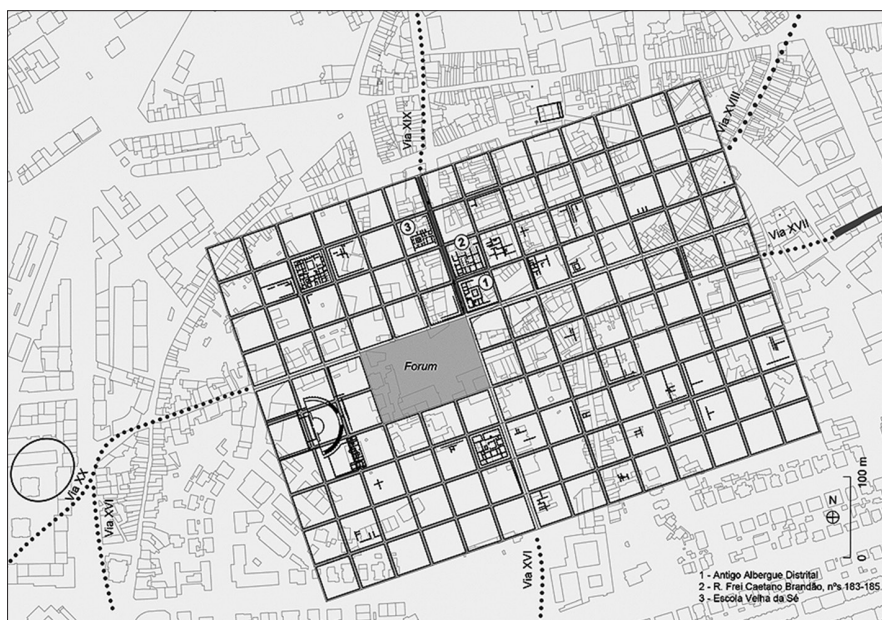 Via XIX
Via XVIII
3
2
Via XVII
1
Forum
Via XX
Via XVI
Via XVI
100 m
N
0
1 - Antigo Albergue Distrital
2 - R. Frei Caetano Brandão, nºs 183-185
3 - Escola Velha da Sé